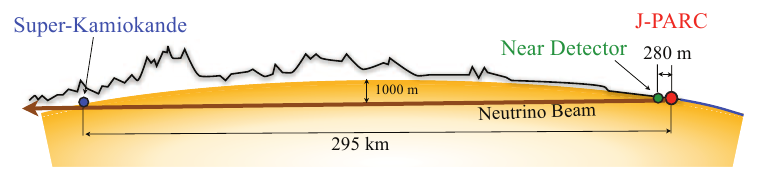 J-PARC
Super-Kamiokande
Near Detector
280 m
1000 m
Neutrino Beam
295 km